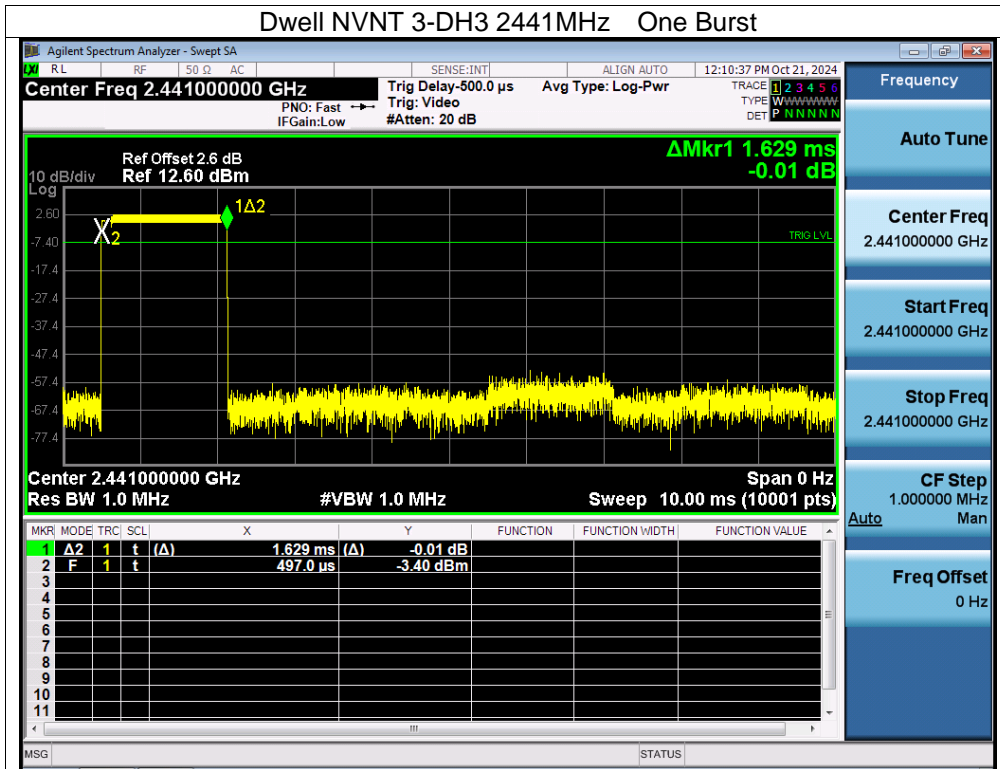 Dwell NVNT 3-DH3 2441MHz One Burst
Agilent Spectrum Analyzer - Swept SA
LXI RL RF 50 Ω AC SENSE:INT ALIGN AUTO 12:10:37 PM Oct 21, 2024
Center Freq 2.441000000 GHz
PNO: Fast
IFGain:Low
Trig Delay-500.0 µs
Trig: Video
#Atten: 20 dB
Avg Type: Log-Pwr
TRACE 1 2 3 4 5 6
TYPE WWWWWW
DET P NNNNN
ΔMkr1 1.629 ms
-0.01 dB
Ref Offset 2.6 dB
10 dB/div Ref 12.60 dBm
Log
2.60
-7.40
-17.4
-27.4
-37.4
-47.4
-57.4
-67.4
-77.4
1Δ2
X2
TRIG LVL
Center 2.441000000 GHz Span 0 Hz
Res BW 1.0 MHz #VBW 1.0 MHz Sweep 10.00 ms (10001 pts)
MKR MODE TRC SCL X Y FUNCTION FUNCTION WIDTH FUNCTION VALUE
1 Δ2 1 t (Δ) 1.629 ms (Δ) -0.01 dB
2 F 1 t 497.0 µs -3.40 dBm
3
4
5
6
7
8
9
10
11
MSG STATUS
Frequency
Auto Tune
Center Freq
2.441000000 GHz
Start Freq
2.441000000 GHz
Stop Freq
2.441000000 GHz
CF Step
1.000000 MHz
Auto Man
Freq Offset
0 Hz